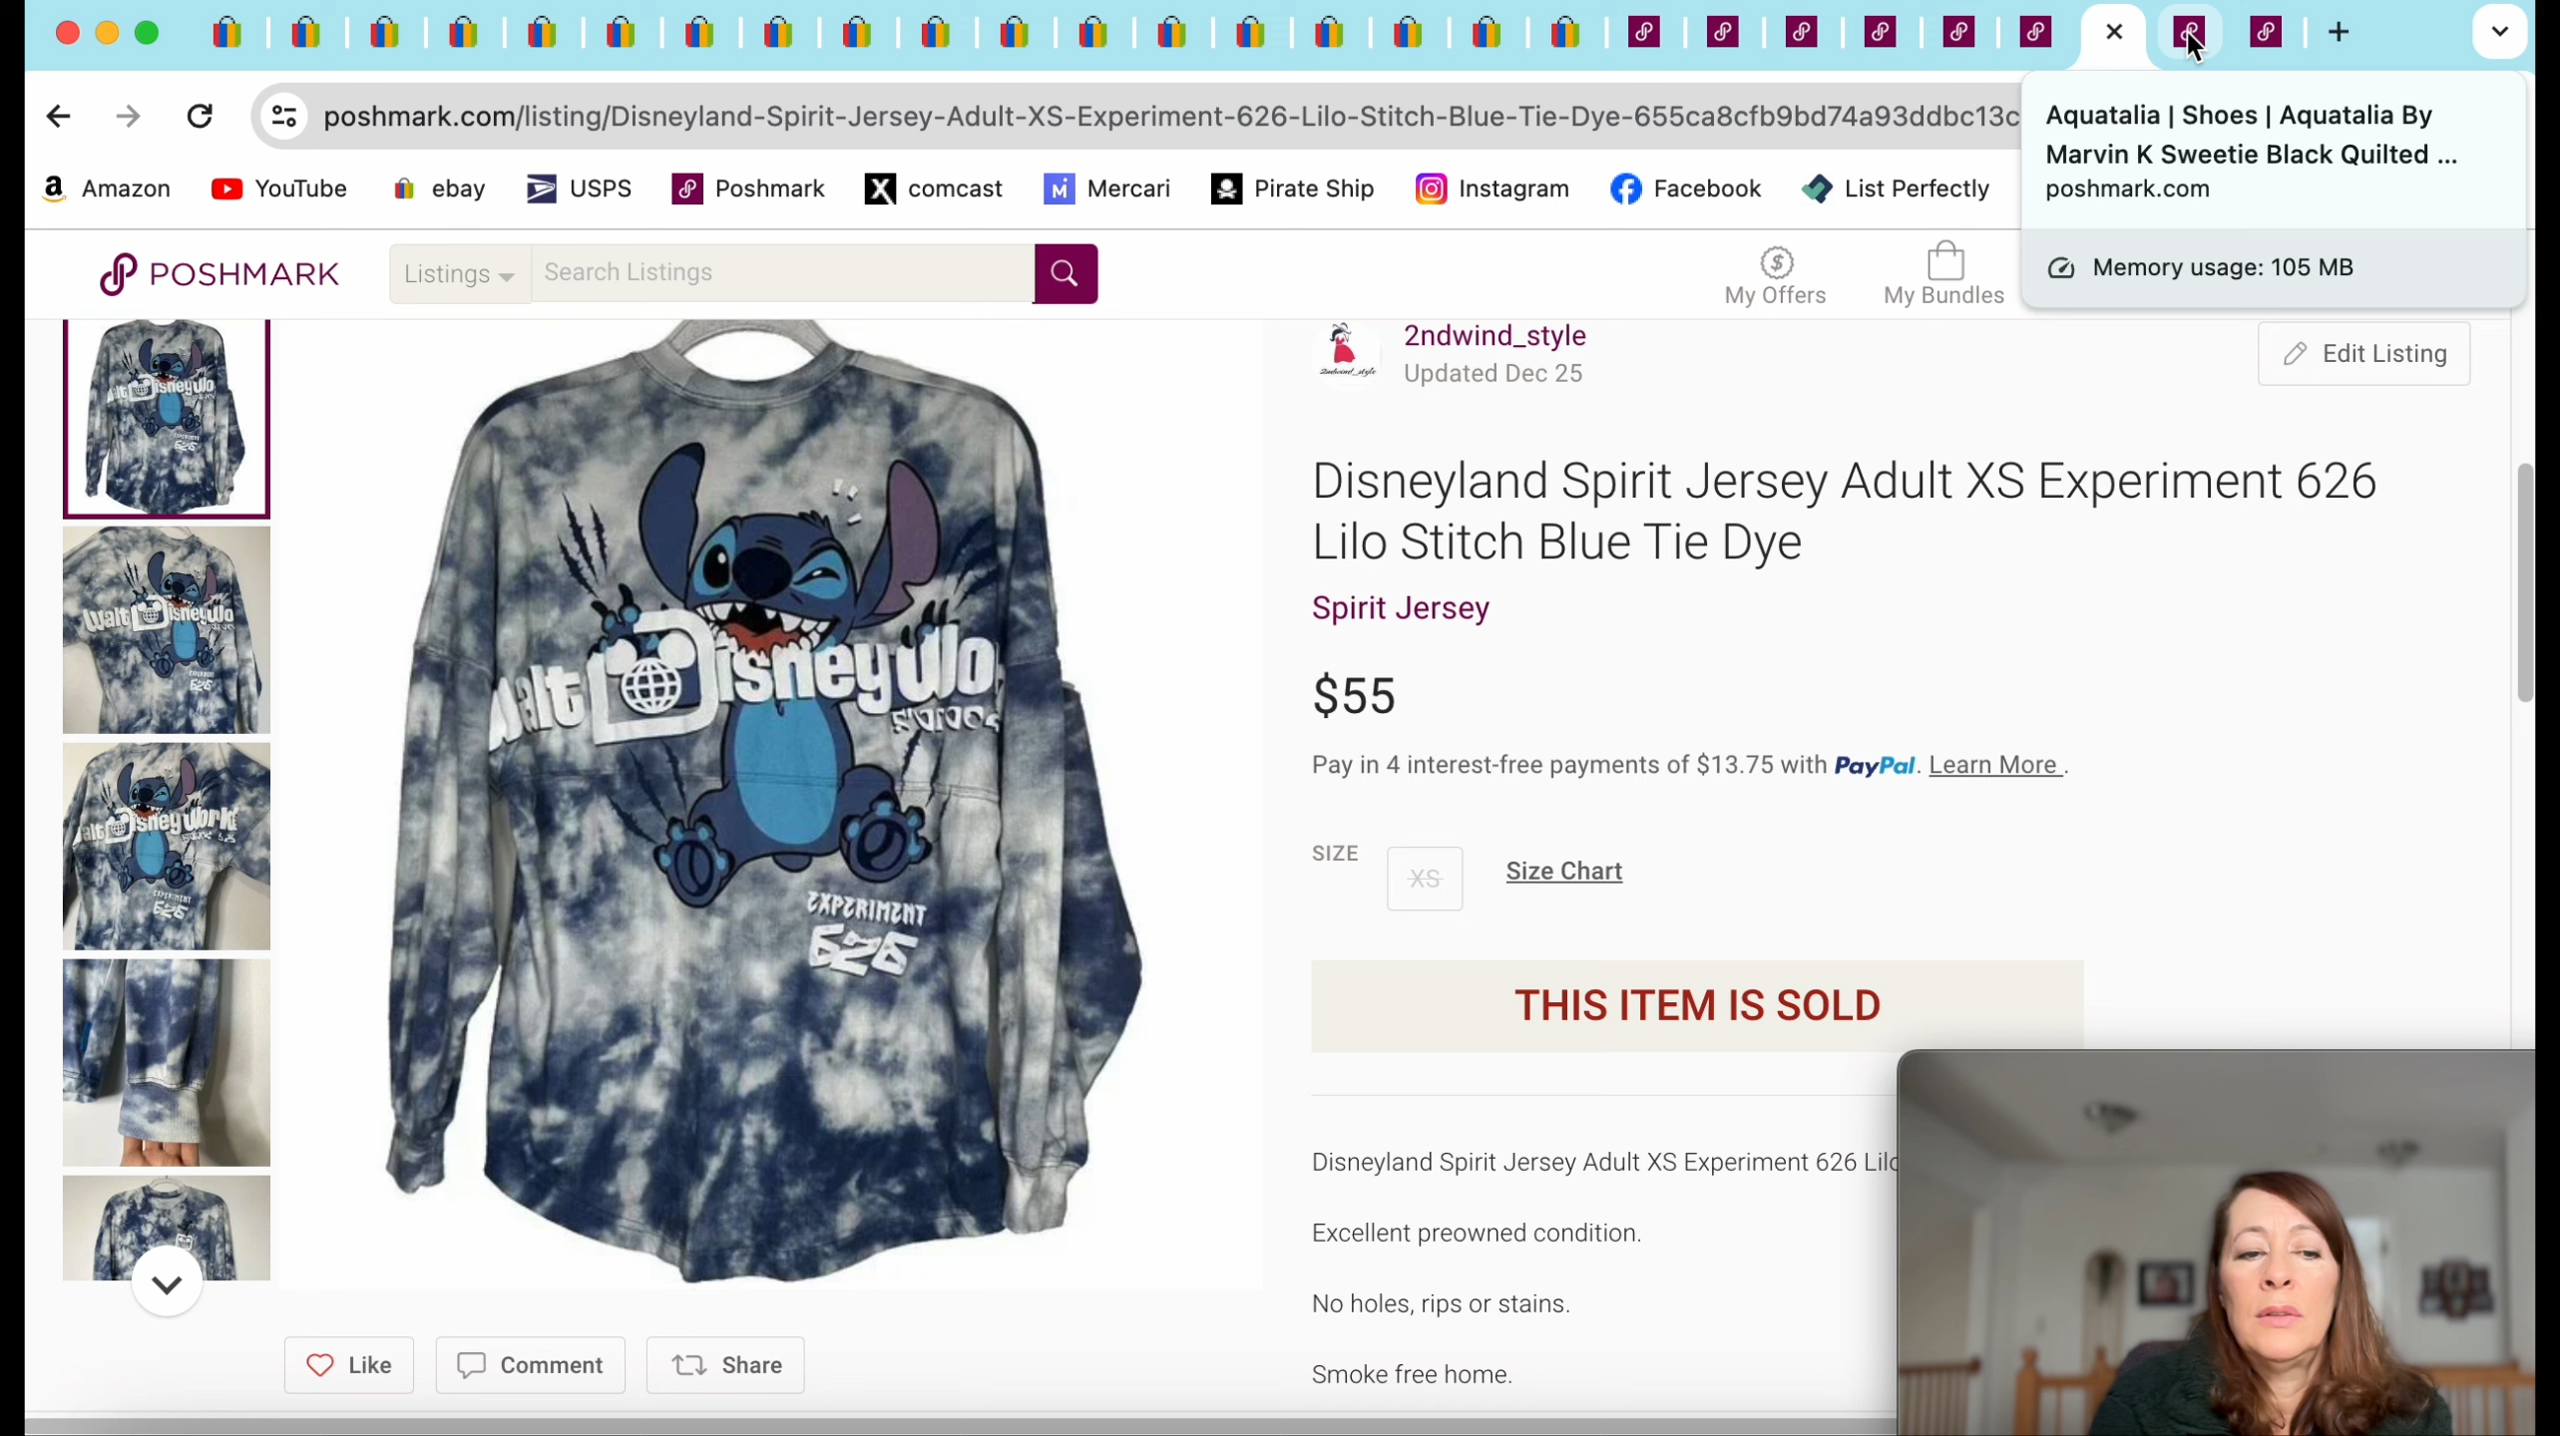 poshmark.com/listing/Disneyland-Spirit-Jersey-Adult-XS-Experiment-626-Lilo-Stitch-Blue-Tie-Dye-655ca8cfb9bd74a93ddbc13c
Aquatalia | Shoes | Aquatalia By
Marvin K Sweetie Black Quilted ...
poshmark.com
Memory usage: 105 MB
Amazon
YouTube
ebay
USPS
Poshmark
comcast
Mercari
Pirate Ship
Instagram
Facebook
List Perfectly
POSHMARK
Listings
Search Listings
My Offers
My Bundles
2ndwind_style
Updated Dec 25
Edit Listing
Disneyland Spirit Jersey Adult XS Experiment 626
Lilo Stitch Blue Tie Dye
Spirit Jersey
$55
Pay in 4 interest-free payments of $13.75 with PayPal. Learn More .
SIZE
XS
Size Chart
THIS ITEM IS SOLD
Disneyland Spirit Jersey Adult XS Experiment 626 Lilo
Excellent preowned condition.
No holes, rips or stains.
Smoke free home.
Walt Disney Wo
EXPERIMENT
626
Like
Comment
Share